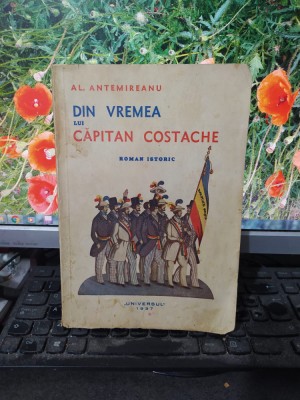 AL. ANTEMIREANU
DIN VREMEA
LUI
CĂPITAN COSTACHE
ROMAN ISTORIC
„UNIVERSUL”
1937